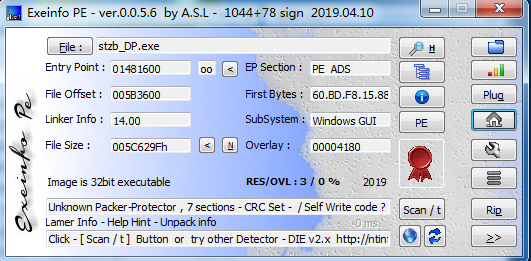 Exeinfo PE - ver.0.0.5.6 by A.S.L - 1044+78 sign 2019.04.10
File : stzb_DP.exe H
Entry Point : 01481600 oo < EP Section : PE ADS
File Offset : 005B3600 First Bytes : 60.BD.F8.15.88 Plug
Linker Info : 14.00 SubSystem : Windows GUI PE
File Size : 005C629Fh < N Overlay : 00004180
Exeinfo Pe
Image is 32bit executable RES/OVL : 3 / 0 % 2019
Unknown Packer-Protector , 7 sections - CRC Set - / Self Write code ? Scan / t Rip
Lamer Info - Help Hint - Unpack info 0 ms.
Click - [ Scan / t ] Button or try other Detector - DIE v2.x http://ntin >>